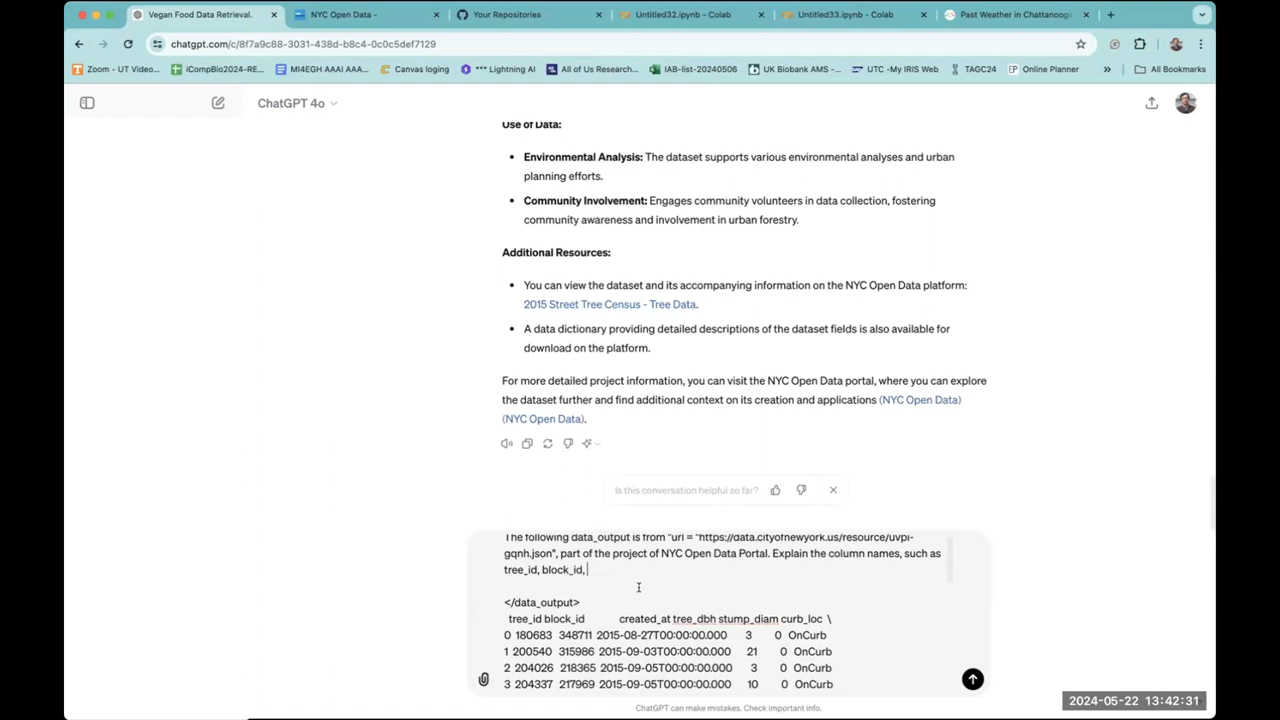 Vegan Food Data Retrieval.
NYC Open Data -
Your Repositories
Untitled32.ipynb - Colab
Untitled33.ipynb - Colab
Past Weather in Chattanooga
chatgpt.com/c/8f7a9c88-3031-438d-b8c4-0c0c5def7129
Zoom - UT Video...
iCompBio2024-RE...
MI4EGH AAAI AAA...
Canvas loging
*** Lightning AI
All of Us Research...
IAB-list-20240506
UK Biobank AMS -...
UTC -My IRIS Web
TAGC24
EP Online Planner
»
All Bookmarks
ChatGPT 4o
Use of Data:
• Environmental Analysis: The dataset supports various environmental analyses and urban
planning efforts.
• Community Involvement: Engages community volunteers in data collection, fostering
community awareness and involvement in urban forestry.
Additional Resources:
• You can view the dataset and its accompanying information on the NYC Open Data platform:
2015 Street Tree Census - Tree Data.
• A data dictionary providing detailed descriptions of the dataset fields is also available for
download on the platform.
For more detailed project information, you can visit the NYC Open Data portal, where you can explore
the dataset further and find additional context on its creation and applications (NYC Open Data)
(NYC Open Data).
Is this conversation helpful so far?
The following data_output is from "url = "https://data.cityofnewyork.us/resource/uvpi-
gqnh.json", part of the project of NYC Open Data Portal. Explain the column names, such as
tree_id, block_id,
</data_output>
tree_id block_id created_at tree_dbh stump_diam curb_loc \
0 180683 348711 2015-08-27T00:00:00.000 3 0 OnCurb
1 200540 315986 2015-09-03T00:00:00.000 21 0 OnCurb
2 204026 218365 2015-09-05T00:00:00.000 3 0 OnCurb
3 204337 217969 2015-09-05T00:00:00.000 10 0 OnCurb
ChatGPT can make mistakes. Check important info.
2024-05-22 13:42:31